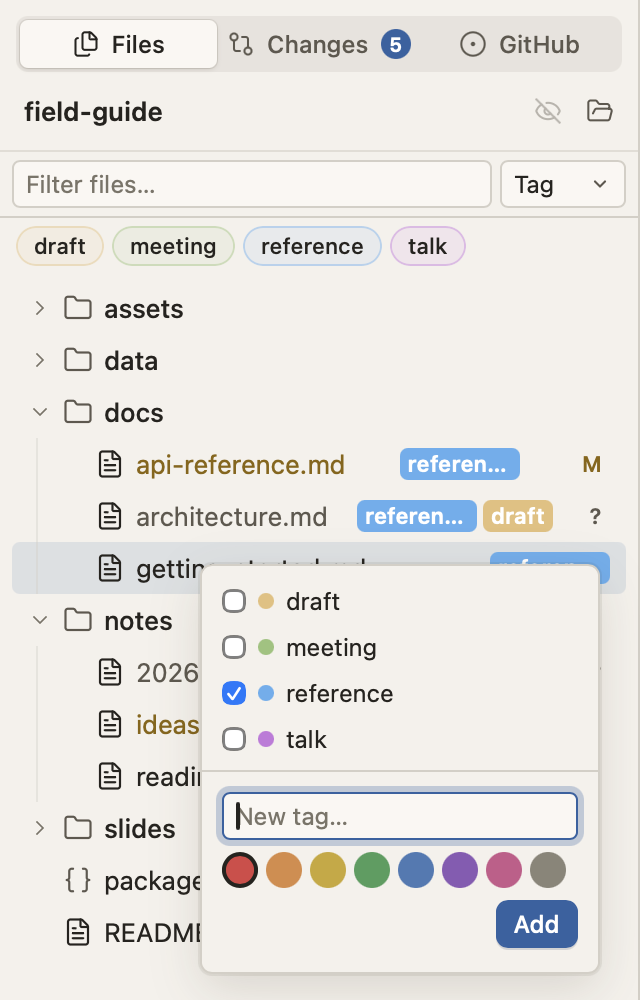 Files Changes 5 GitHub
field-guide
Filter files...
Tag
draft meeting reference talk
assets
data
docs
api-reference.md referen... M
architecture.md referen... draft ?
draft
notes
meeting
2026
reference
ideas
talk
slides
New tag...
package
README
Add